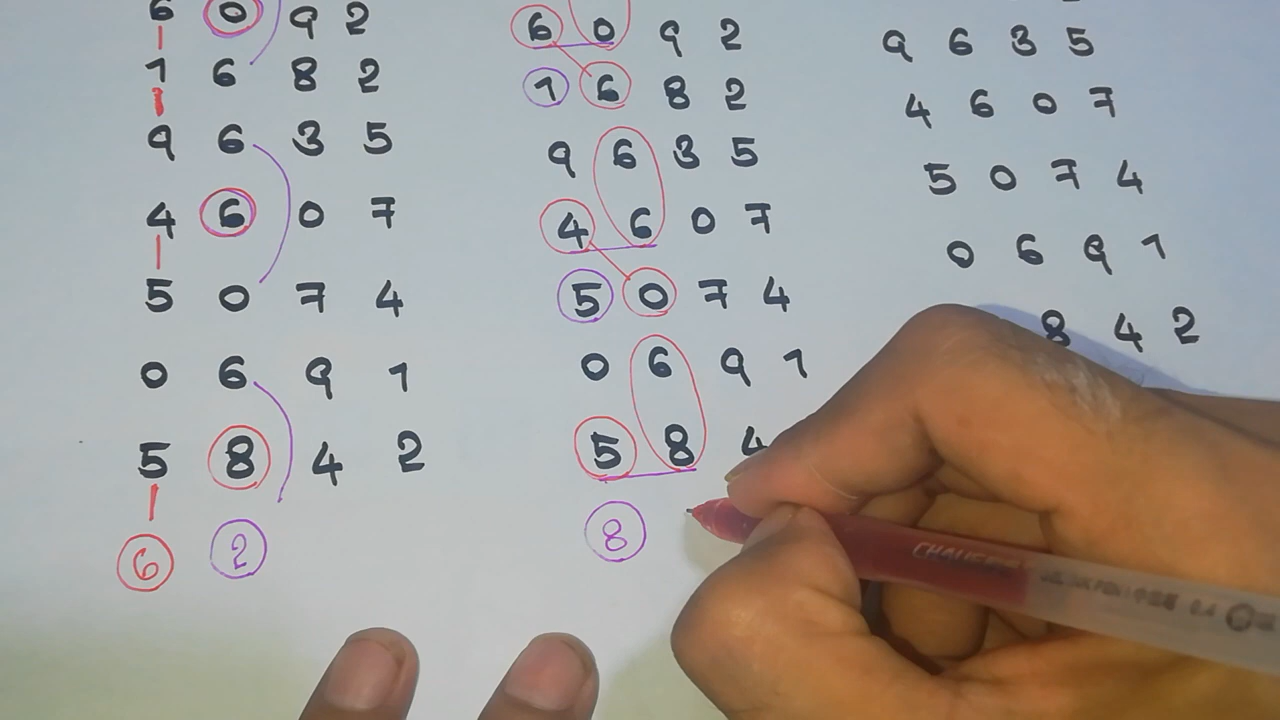 6 0 9 2
1 6 8 2
9 6 3 5
4 6 0 7
5 0 7 4
0 6 9 1
5 8 4 2
6 2
6 0 9 2
1 6 8 2
9 6 3 5
4 6 0 7
5 0 7 4
0 6 9 1
5 8 4
8
9 6 3 5
4 6 0 7
5 0 7 4
0 6 9 1
8 4 2